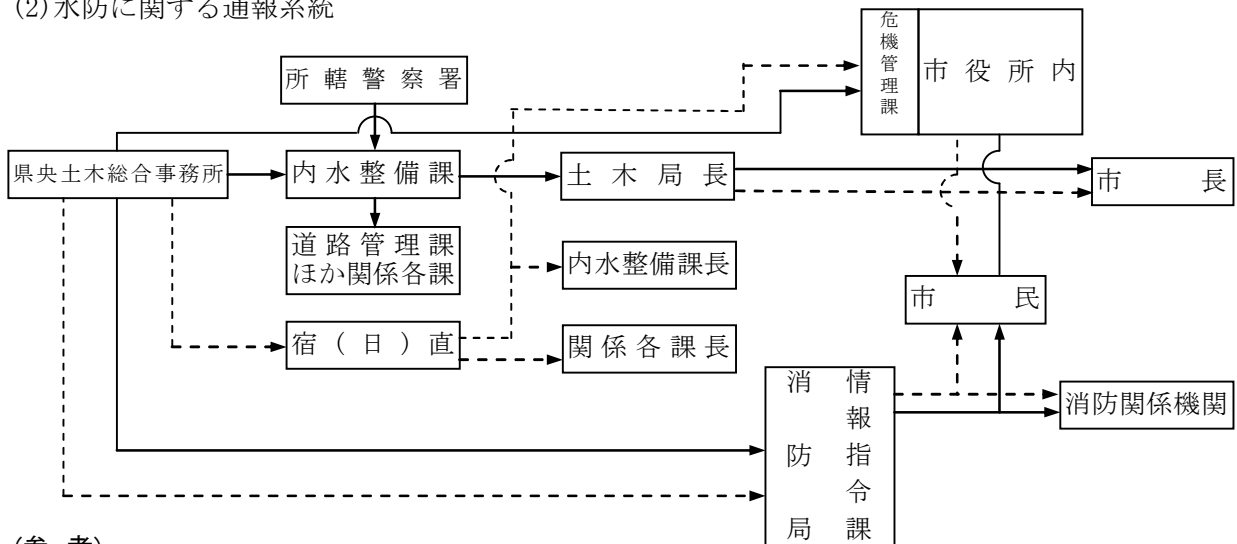 (2)水防に関する通報系統
危機管理課
市役所内
所轄警察署
県央土木総合事務所
内水整備課
土木局長
市長
道路管理課
ほか関係各課
内水整備課長
市民
宿(日)直
関係各課長
消防局
情報指令課
消防関係機関
(参 考)